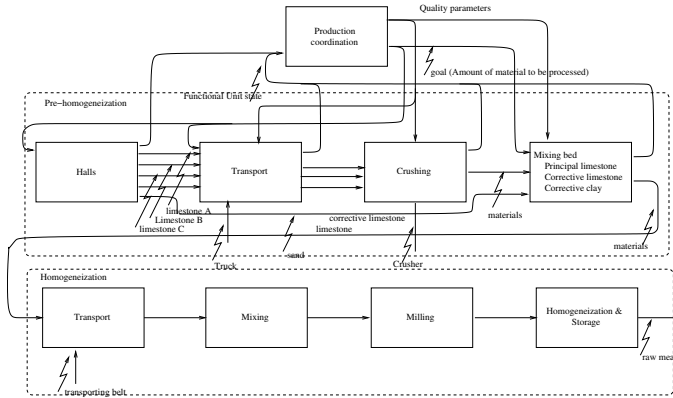 Quality parameters
Production
coordination
goal (Amount of material to be processed)
Functional Unit state
Pre-homogeneization
Halls
Transport
Crushing
Mixing bed
Principal limestone
Corrective limestone
Corrective clay
limestone A
Limestone B
limestone C
corrective limestone
limestone
materials
materials
Truck
sand
Crusher
Homogeneization
Transport
Mixing
Milling
Homogeneization &
Storage
raw mea
transporting belt